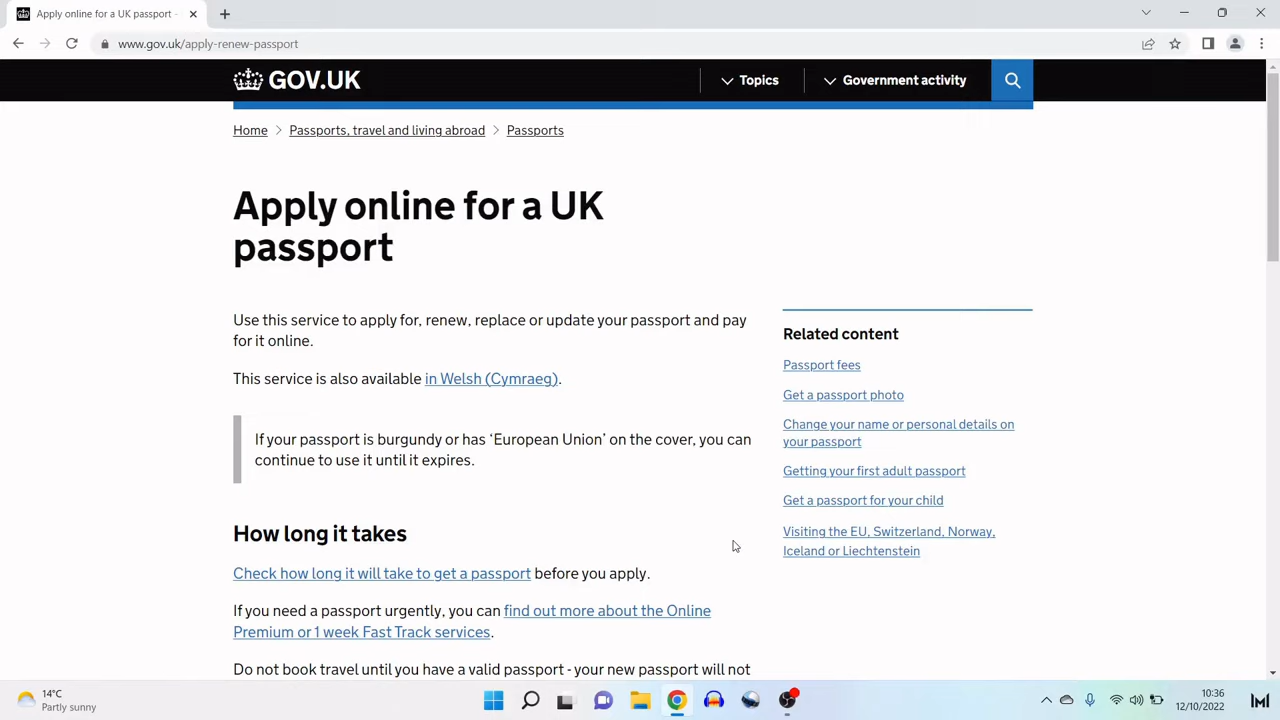 Apply online for a UK passport -
www.gov.uk/apply-renew-passport
GOV.UK
Topics
Government activity
Home > Passports, travel and living abroad > Passports
Apply online for a UK
passport
Use this service to apply for, renew, replace or update your passport and pay
for it online.
This service is also available in Welsh (Cymraeg).
If your passport is burgundy or has ‘European Union’ on the cover, you can
continue to use it until it expires.
How long it takes
Check how long it will take to get a passport before you apply.
If you need a passport urgently, you can find out more about the Online
Premium or 1 week Fast Track services.
Do not book travel until you have a valid passport - your new passport will not
Related content
Passport fees
Get a passport photo
Change your name or personal details on
your passport
Getting your first adult passport
Get a passport for your child
Visiting the EU, Switzerland, Norway,
Iceland or Liechtenstein
14°C
Partly sunny
10:36
12/10/2022